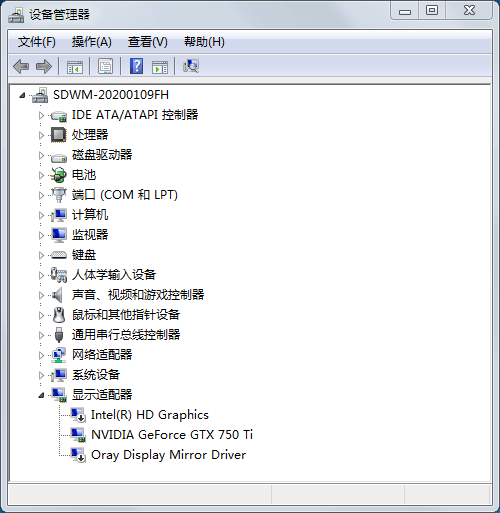 设备管理器
文件(F) 操作(A) 查看(V) 帮助(H)
SDWM-20200109FH
IDE ATA/ATAPI 控制器
处理器
磁盘驱动器
电池
端口 (COM 和 LPT)
计算机
监视器
键盘
人体学输入设备
声音、视频和游戏控制器
鼠标和其他指针设备
通用串行总线控制器
网络适配器
系统设备
显示适配器
Intel(R) HD Graphics
NVIDIA GeForce GTX 750 Ti
Oray Display Mirror Driver